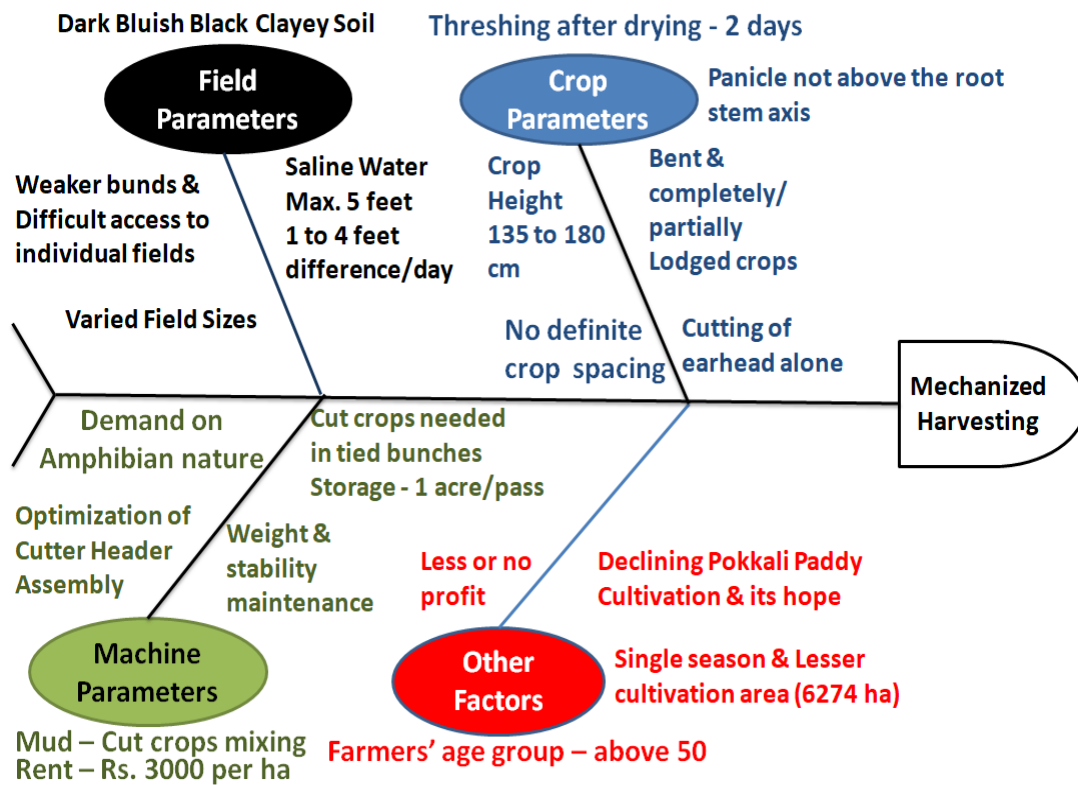 Dark Bluish Black Clayey Soil
Field
Parameters
Weaker bunds &
Difficult access to
individual fields
Saline Water
Max. 5 feet
1 to 4 feet
difference/day
Varied Field Sizes
Threshing after drying - 2 days
Crop
Parameters
Panicle not above the root
stem axis
Crop
Height
135 to 180
cm
Bent &
completely/
partially
Lodged crops
No definite
crop spacing
Cutting of
earhead alone
Mechanized
Harvesting
Demand on
Amphibian nature
Cut crops needed
in tied bunches
Storage - 1 acre/pass
Optimization of
Cutter Header
Assembly
Weight &
stability
maintenance
Machine
Parameters
Mud – Cut crops mixing
Rent – Rs. 3000 per ha
Less or no
profit
Declining Pokkali Paddy
Cultivation & its hope
Other
Factors
Single season & Lesser
cultivation area (6274 ha)
Farmers' age group – above 50